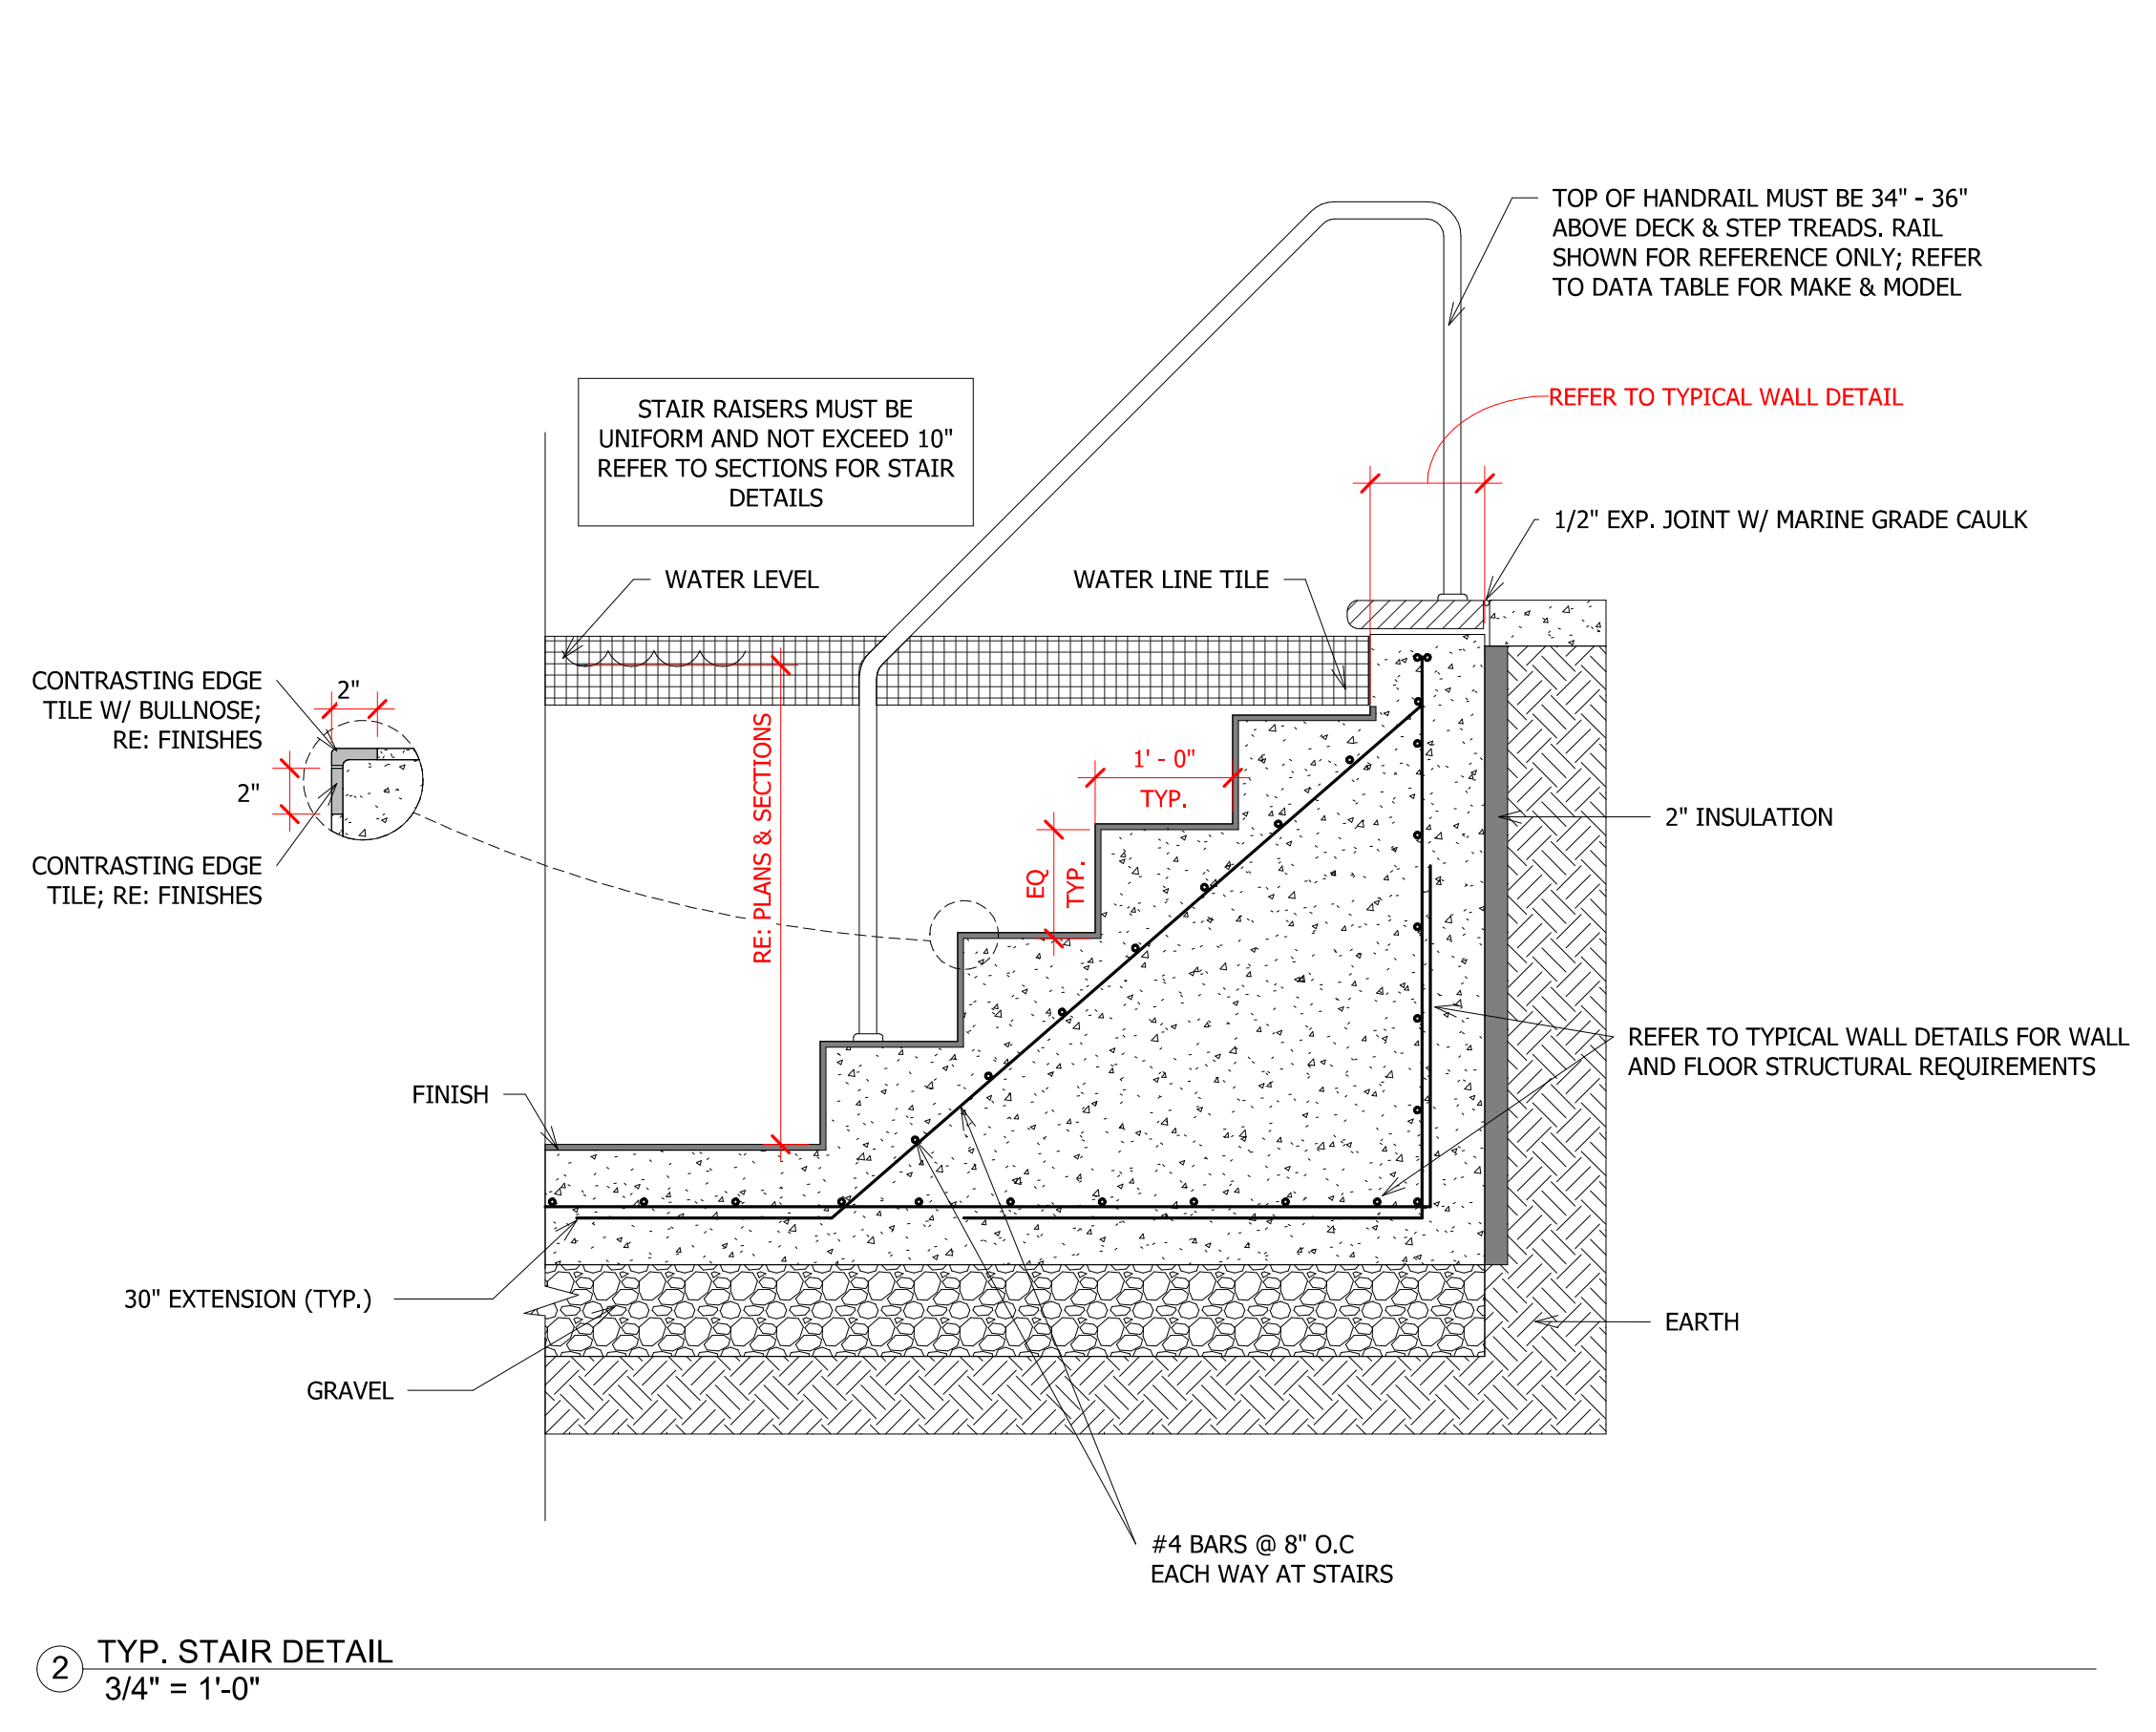 TOP OF HANDRAIL MUST BE 34" - 36"
ABOVE DECK & STEP TREADS. RAIL
SHOWN FOR REFERENCE ONLY; REFER
TO DATA TABLE FOR MAKE & MODEL
REFER TO TYPICAL WALL DETAIL
STAIR RAISERS MUST BE
UNIFORM AND NOT EXCEED 10"
REFER TO SECTIONS FOR STAIR
DETAILS
1/2" EXP. JOINT W/ MARINE GRADE CAULK
WATER LEVEL
WATER LINE TILE
CONTRASTING EDGE
TILE W/ BULLNOSE;
RE: FINISHES
2"
2"
CONTRASTING EDGE
TILE; RE: FINISHES
RE: PLANS & SECTIONS
1' - 0"
TYP.
EQ
TYP.
2" INSULATION
REFER TO TYPICAL WALL DETAILS FOR WALL
AND FLOOR STRUCTURAL REQUIREMENTS
FINISH
30" EXTENSION (TYP.)
EARTH
GRAVEL
#4 BARS @ 8" O.C
EACH WAY AT STAIRS
2
TYP. STAIR DETAIL
3/4" = 1'-0"